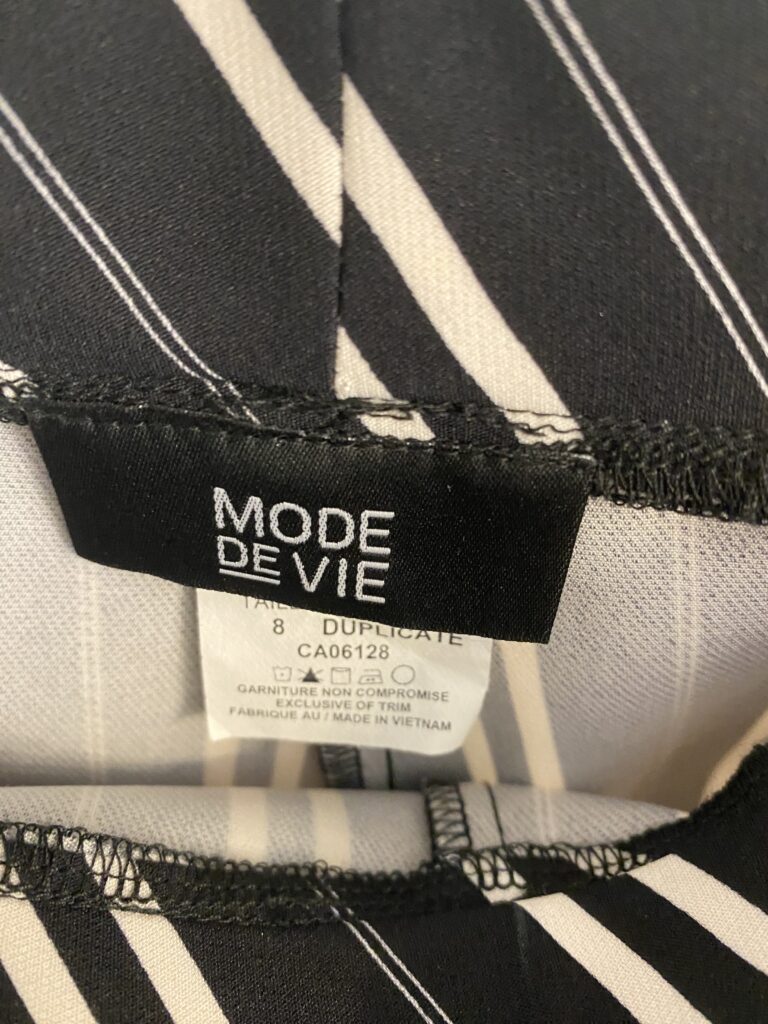 MODE
DE VIE
8 DUPLICATE
CA06128
GARNITURE NON COMPROMISE
EXCLUSIVE OF TRIM
FABRIQUE AU / MADE IN VIETNAM